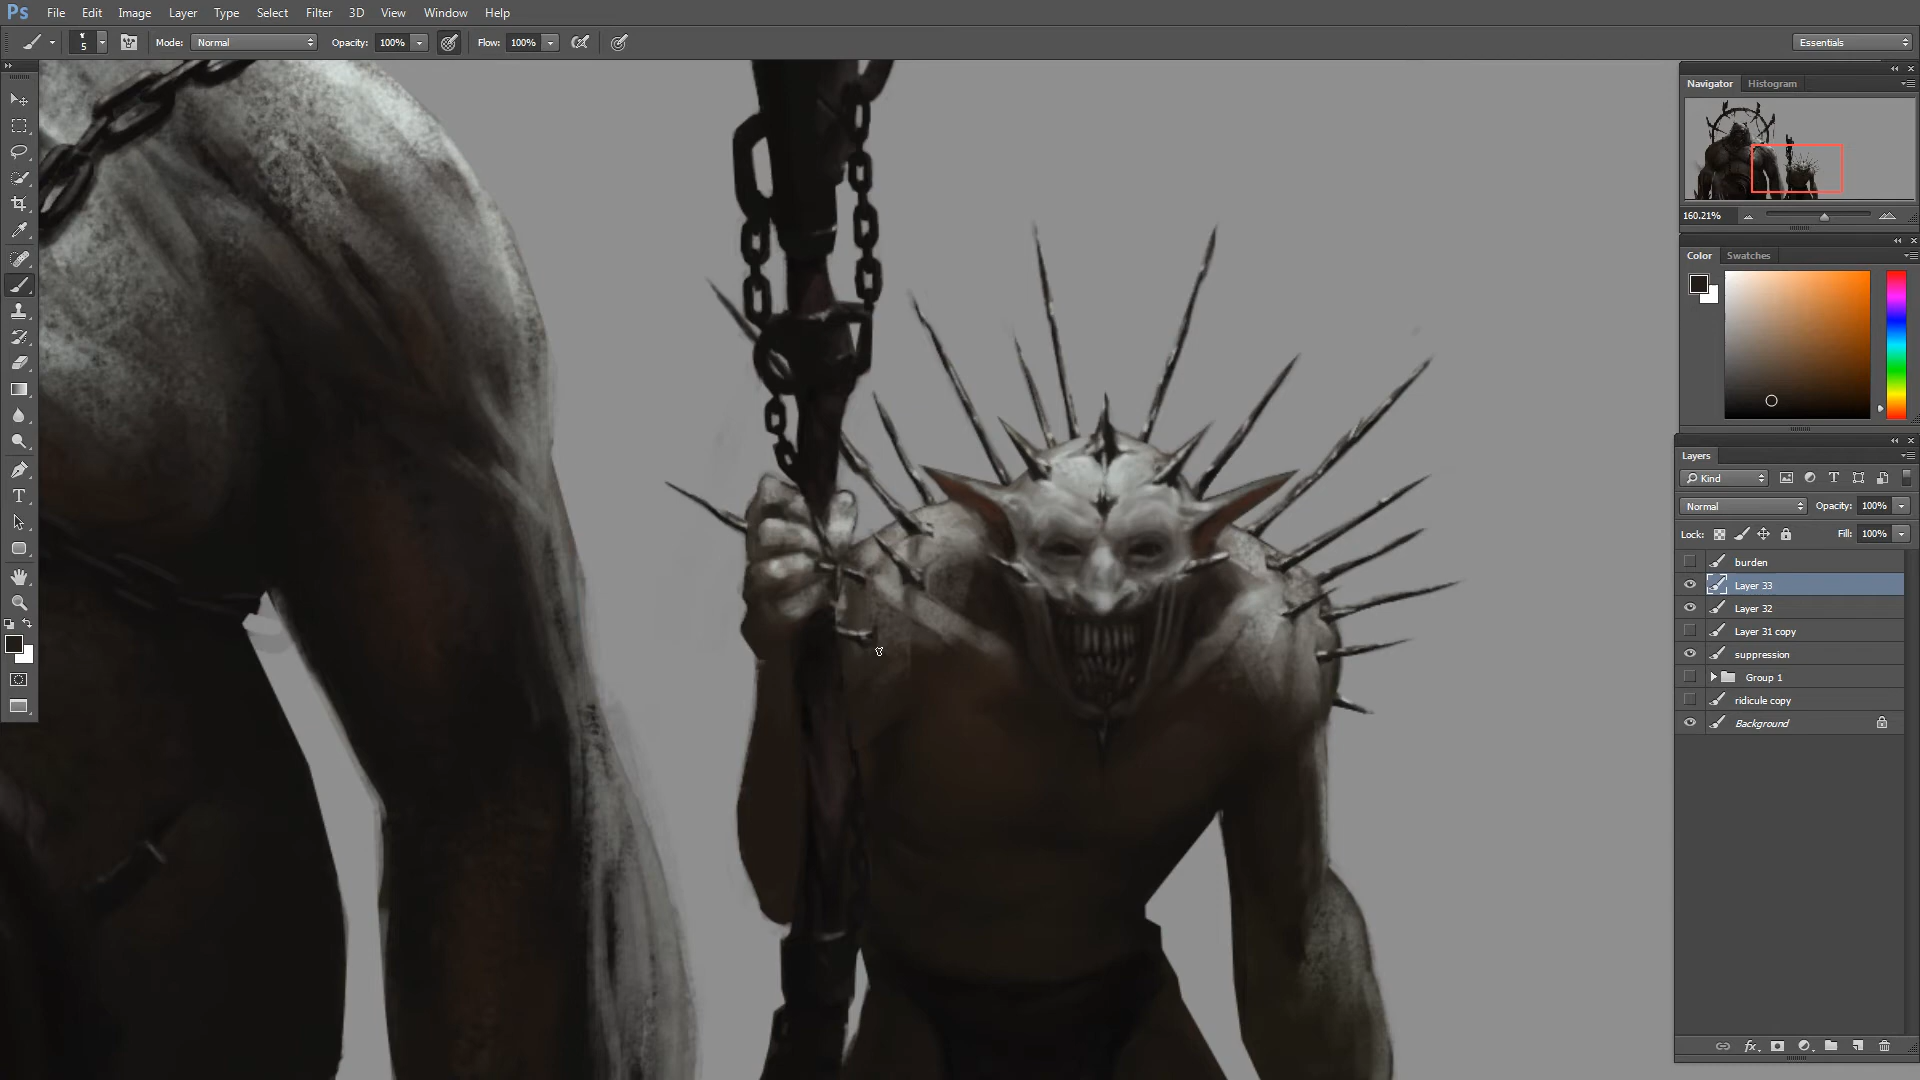 Ps File Edit Image Layer Type Select Filter 3D View Window Help
5 Mode: Normal Opacity: 100% Flow: 100% Essentials
Navigator Histogram
160.21%
Color Swatches
Layers
Kind
Normal Opacity: 100%
Lock: Fill: 100%
burden
Layer 33
Layer 32
Layer 31 copy
suppression
Group 1
ridicule copy
Background
fx